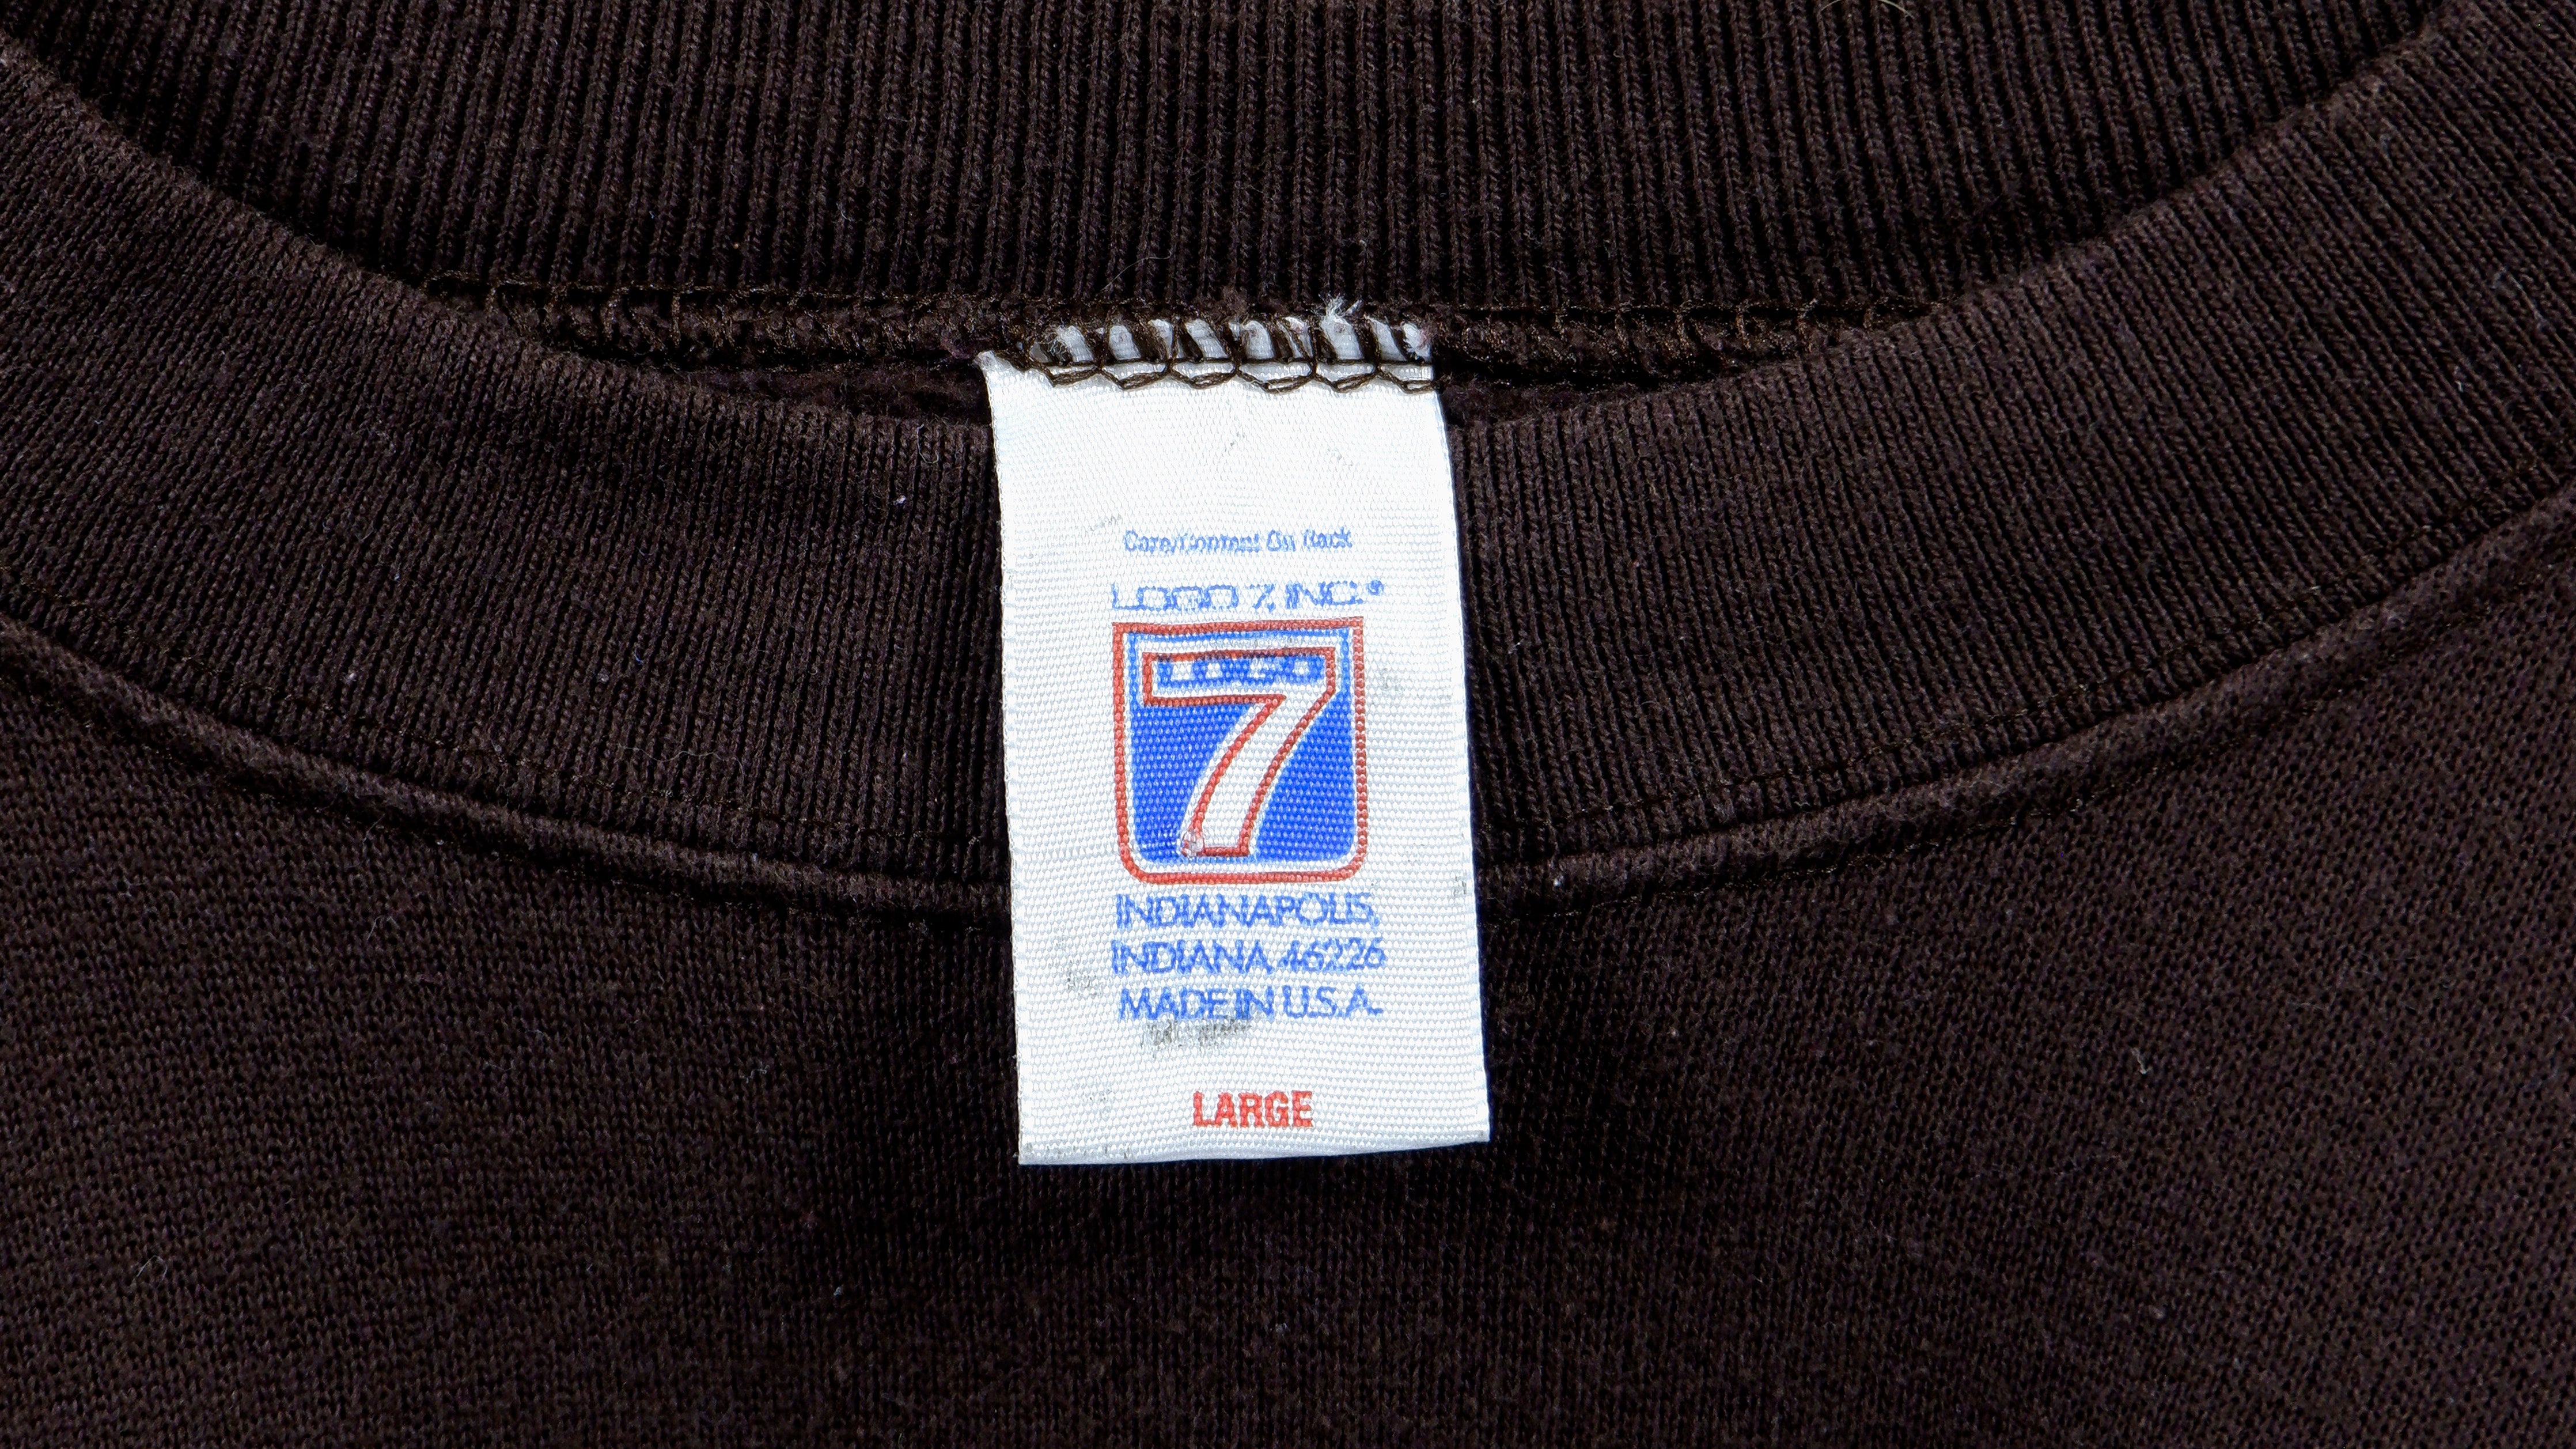 Care/Content On Back
LOGO 7, INC.®
LOGO
7
INDIANAPOLIS,
INDIANA 46226
MADE IN U.S.A.
LARGE